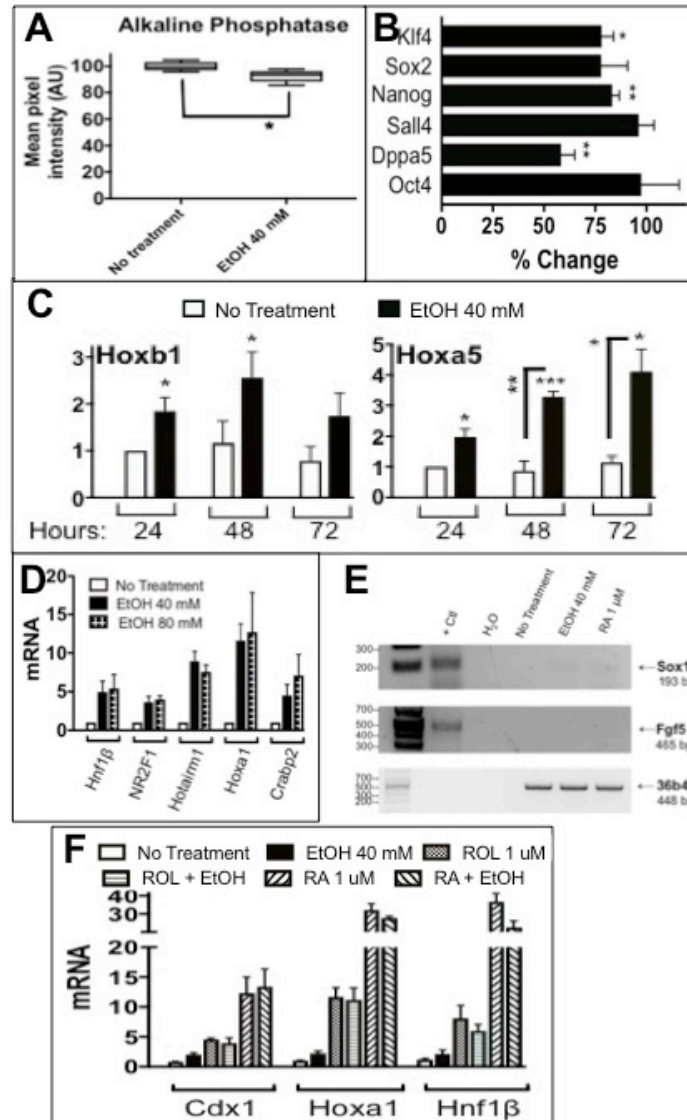 A
Alkaline Phosphatase
Mean pixel
intensity (AU)
100
80
60
40
20
0
*
No treatment
EtOH 40 mM
B
Klf4
*
Sox2
Nanog
**
Sall4
Dppa5
**
Oct4
0 25 50 75 100
% Change
C
No Treatment
EtOH 40 mM
Hoxb1
3
2
1
0
*
*
Hours: 24 48 72
Hoxa5
5
4
3
2
1
0
*
**
***
*
*
24 48 72
D
No Treatment
EtOH 40 mM
EtOH 80 mM
mRNA
20
15
10
5
0
Hnf1β
NR2F1
Hotairm1
Hoxa1
Crabp2
E
+ Ctl
H₂O
No Treatment
EtOH 40 mM
RA 1 µM
300
200
←Sox1
193 b
700
600
500
400
300
←Fgf5
465 bp
700
500
200
←36b4
448 b
F
No Treatment EtOH 40 mM ROL 1 uM
ROL + EtOH RA 1 uM RA + EtOH
mRNA
40
30
20
15
10
5
0
Cdx1 Hoxa1 Hnf1β